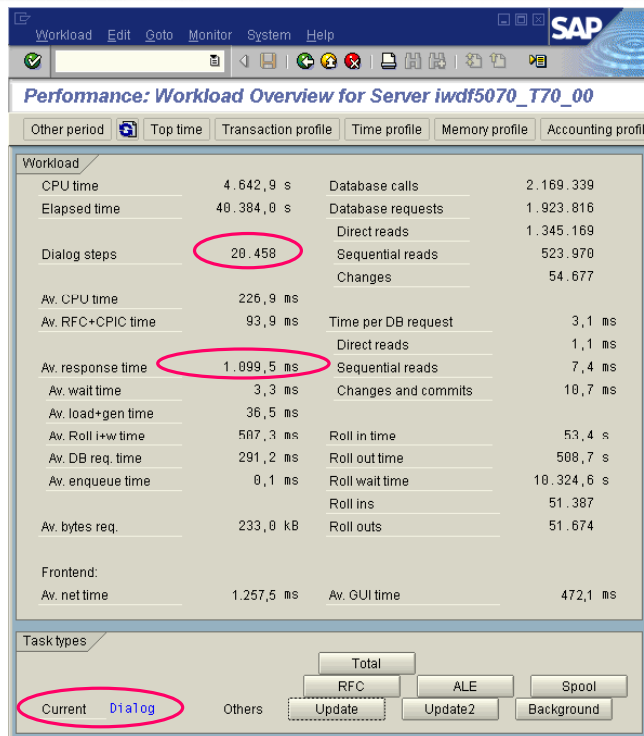 Workload Edit Goto Monitor System Help
SAP
Performance: Workload Overview for Server iwdf5070_T70_00
Other period Top time Transaction profile Time profile Memory profile Accounting profi
Workload
CPU time 4.642,9 s Database calls 2.169.339
Elapsed time 40.384,0 s Database requests 1.923.816
Direct reads 1.345.169
Dialog steps 20.458 Sequential reads 523.970
Changes 54.677
Av. CPU time 226,9 ms
Av. RFC+CPIC time 93,9 ms Time per DB request 3,1 ms
Direct reads 1,1 ms
Av. response time 1.099,5 ms Sequential reads 7,4 ms
Av. wait time 3,3 ms Changes and commits 10,7 ms
Av. load+gen time 36,5 ms
Av. Roll i+w time 507,3 ms Roll in time 53,4 s
Av. DB req. time 291,2 ms Roll out time 508,7 s
Av. enqueue time 0,1 ms Roll wait time 10.324,6 s
Roll ins 51.387
Av. bytes req. 233,0 kB Roll outs 51.674
Frontend:
Av. net time 1.257,5 ms Av. GUI time 472,1 ms
Task types
Total
RFC ALE Spool
Current Dialog Others Update Update2 Background